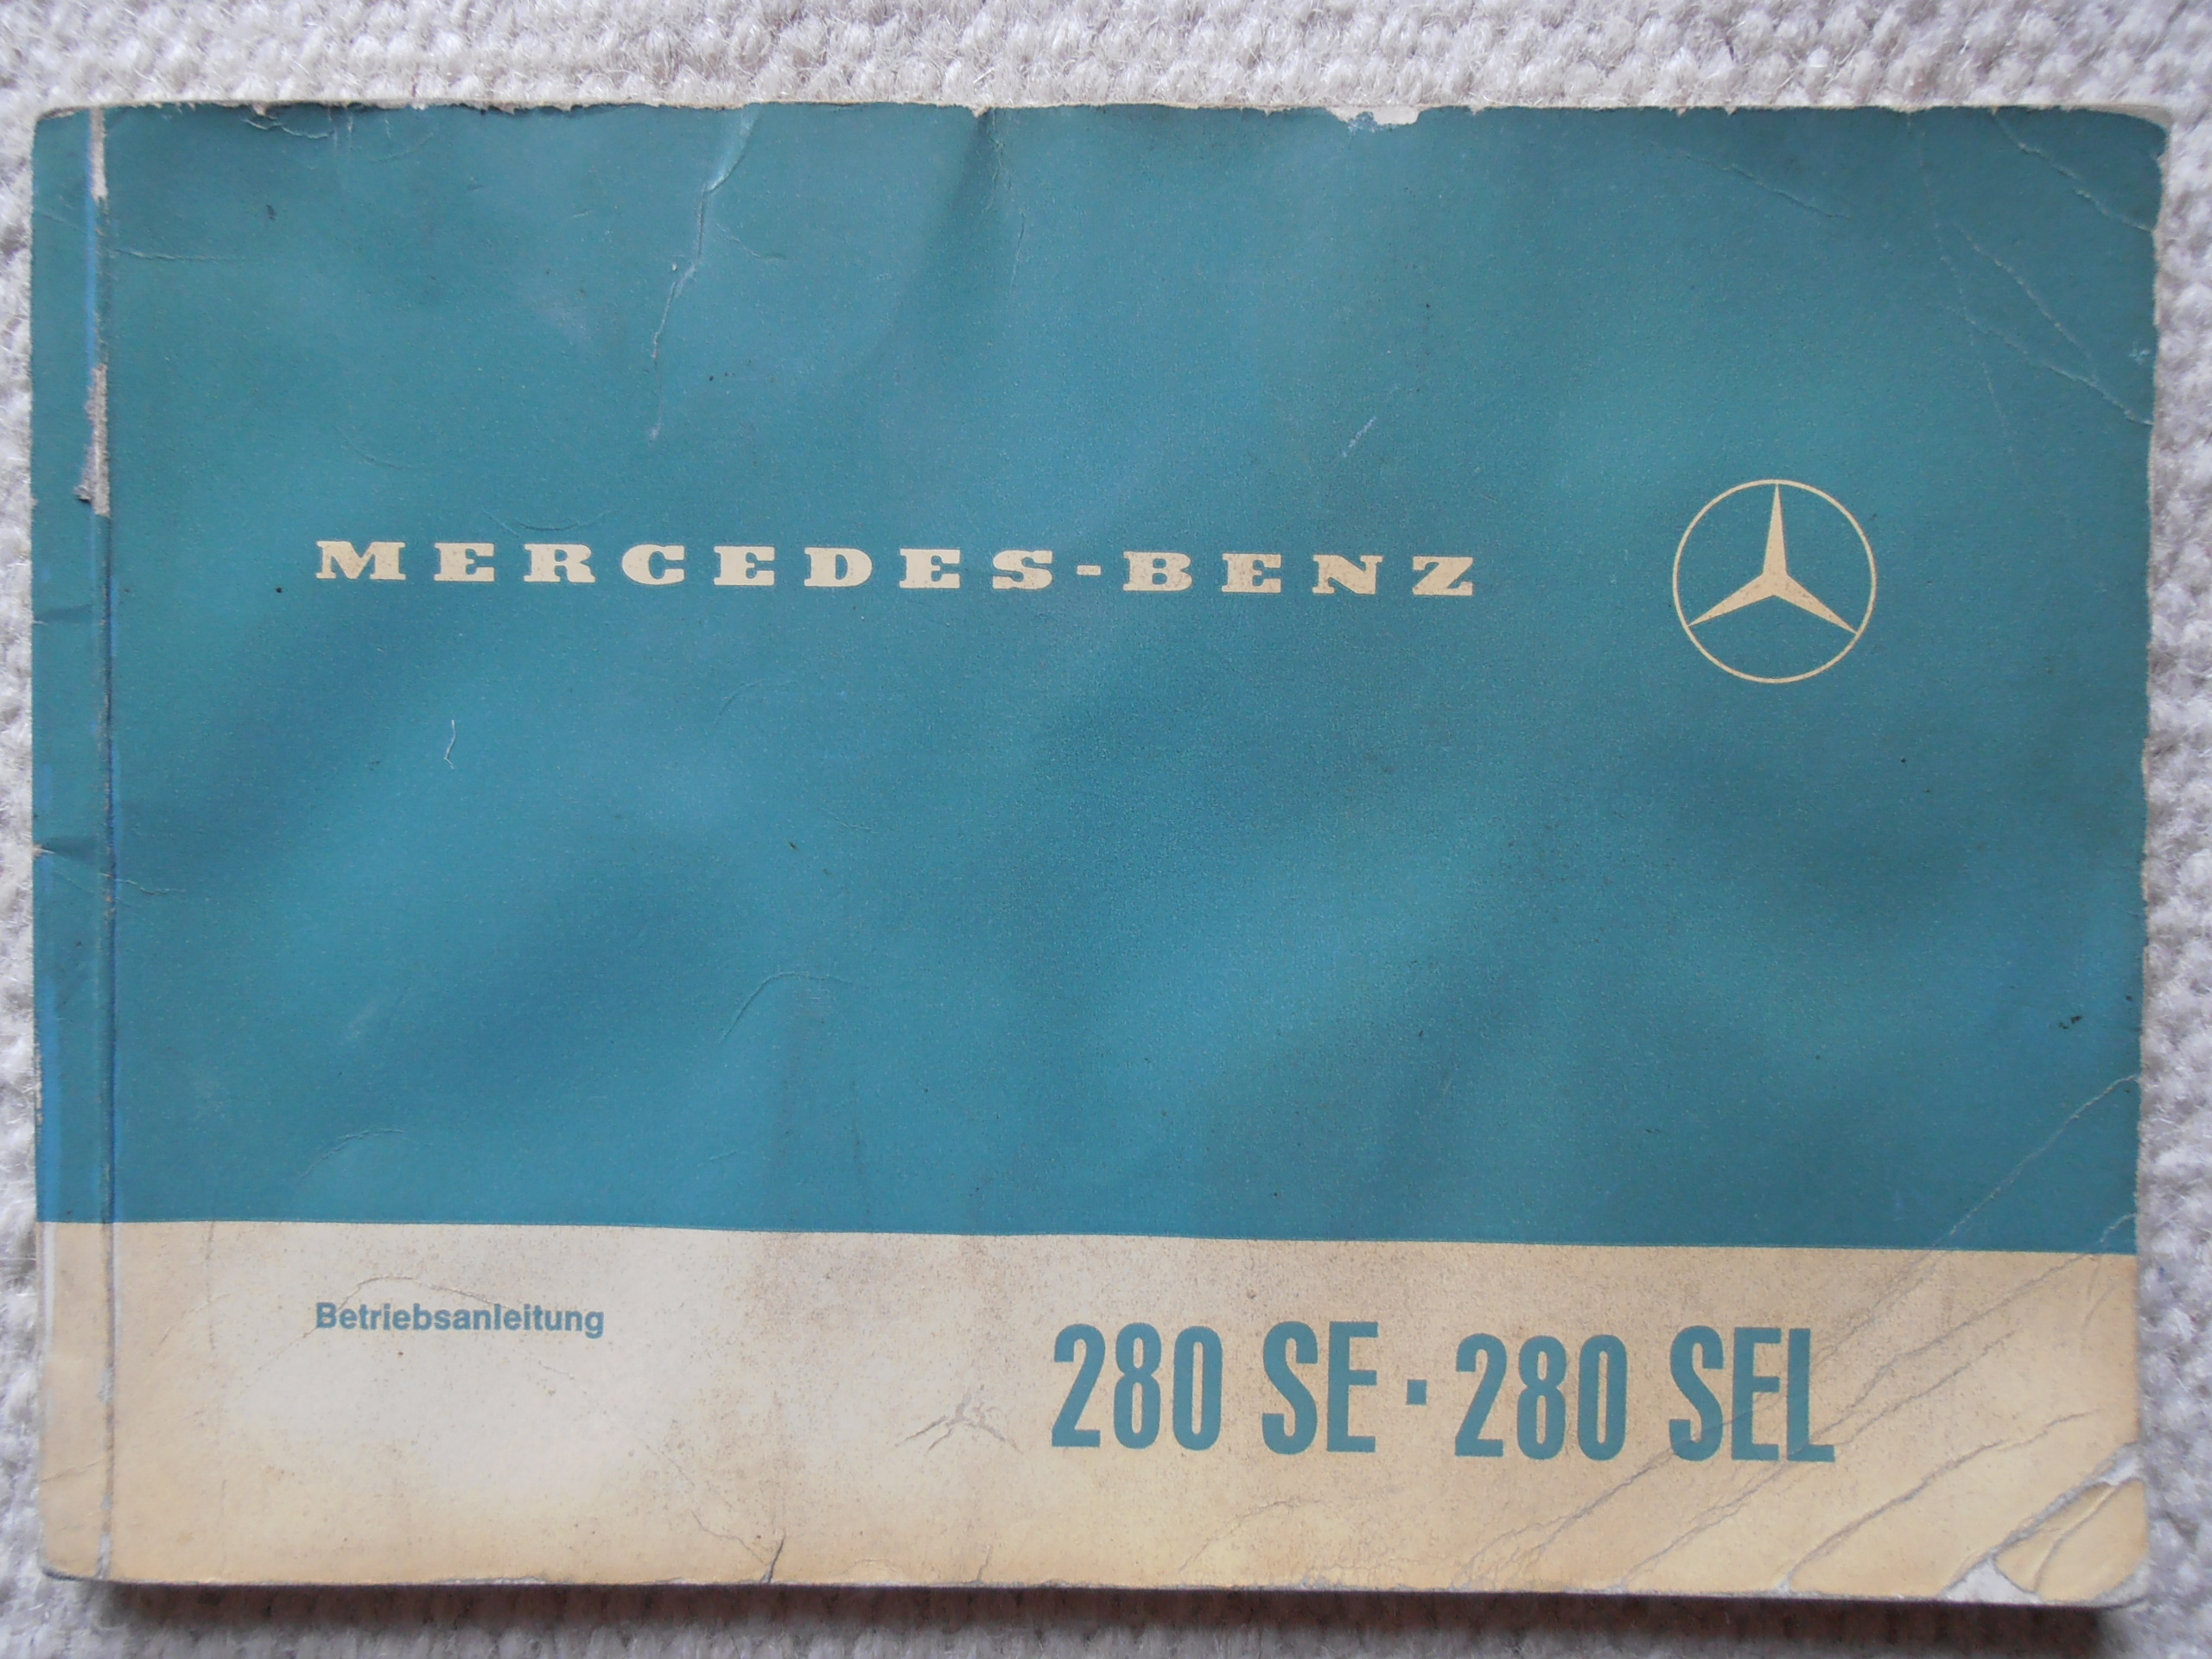 MERCEDES-BENZ
Betriebsanleitung
280 SE · 280 SEL